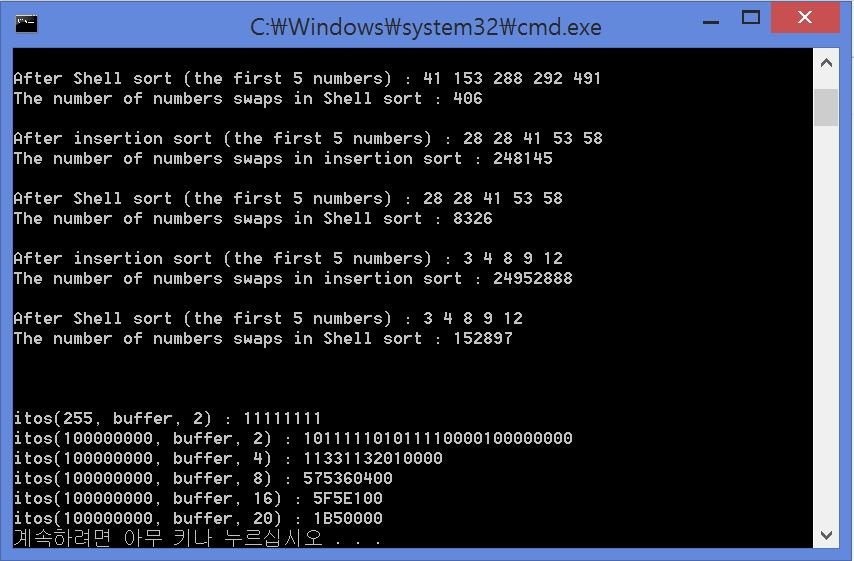 C:₩Windows₩system32₩cmd.exe
After Shell sort (the first 5 numbers) : 41 153 288 292 491
The number of numbers swaps in Shell sort : 406
After insertion sort (the first 5 numbers) : 28 28 41 53 58
The number of numbers swaps in insertion sort : 248145
After Shell sort (the first 5 numbers) : 28 28 41 53 58
The number of numbers swaps in Shell sort : 8326
After insertion sort (the first 5 numbers) : 3 4 8 9 12
The number of numbers swaps in insertion sort : 24952888
After Shell sort (the first 5 numbers) : 3 4 8 9 12
The number of numbers swaps in Shell sort : 152897
itos(255, buffer, 2) : 11111111
itos(100000000, buffer, 2) : 101111101011110000100000000
itos(100000000, buffer, 4) : 11331132010000
itos(100000000, buffer, 8) : 575360400
itos(100000000, buffer, 16) : 5F5E100
itos(100000000, buffer, 20) : 1B50000
계속하려면 아무 키나 누르십시오 . . .